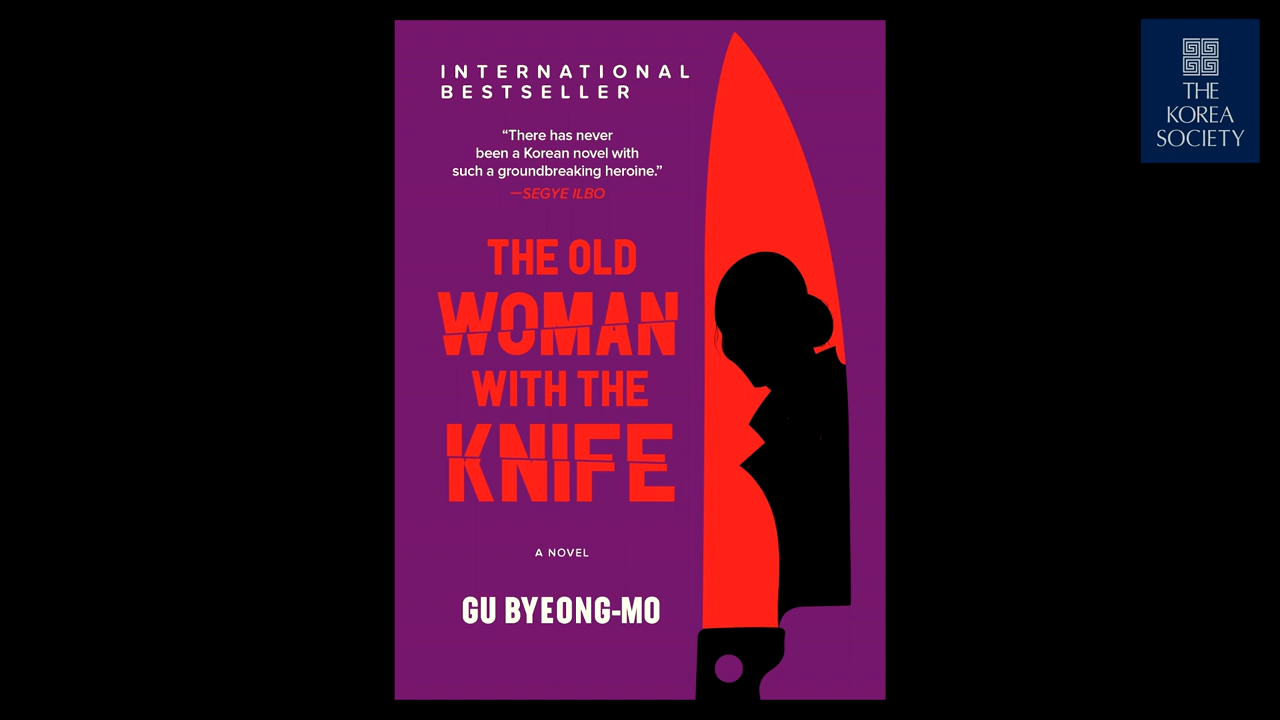 INTERNATIONAL
BESTSELLER
“There has never
been a Korean novel with
such a groundbreaking heroine.”
—SEGYE ILBO
THE OLD
WOMAN
WITH THE
KNIFE
A NOVEL
GU BYEONG-MO
THE
KOREA
SOCIETY